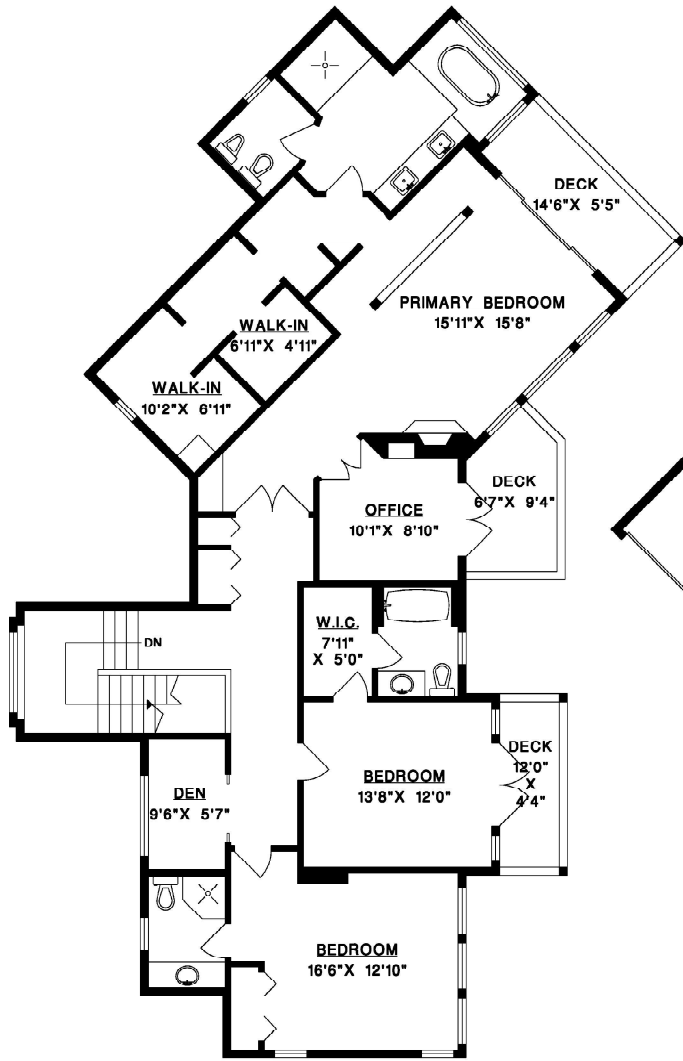 DECK
14'6"X 5'5"
PRIMARY BEDROOM
15'11"X 15'8"
WALK-IN
6'11"X 4'11"
WALK-IN
10'2"X 6'11"
DECK
6'7"X 9'4"
OFFICE
10'1"X 8'10"
W.I.C.
7'11"
X 5'0"
DN
DECK
12'0"
X
4'4"
BEDROOM
13'8"X 12'0"
DEN
9'6"X 5'7"
BEDROOM
16'6"X 12'10"